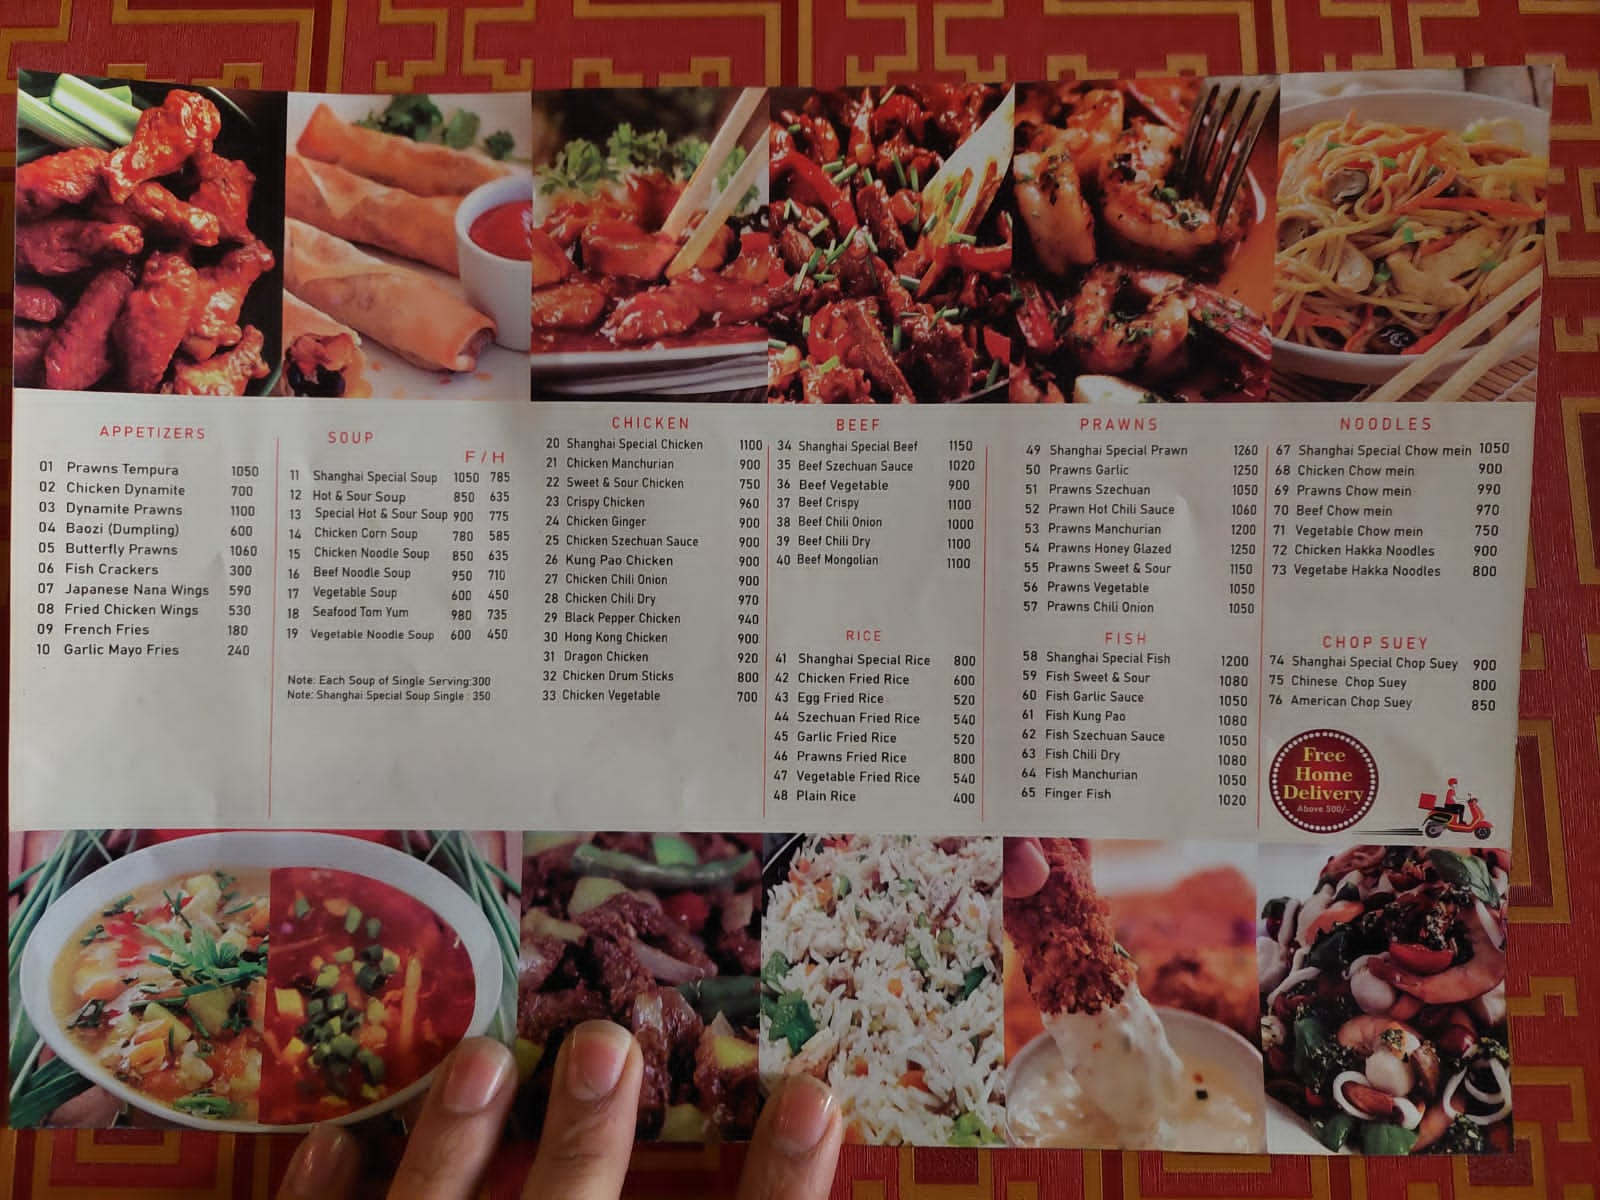 APPETIZERS
01 Prawns Tempura 1050
02 Chicken Dynamite 700
03 Dynamite Prawns 1100
04 Baozi (Dumpling) 600
05 Butterfly Prawns 1060
06 Fish Crackers 300
07 Japanese Nana Wings 590
08 Fried Chicken Wings 530
09 French Fries 180
10 Garlic Mayo Fries 240
SOUP
F / H
11 Shanghai Special Soup 1050 785
12 Hot & Sour Soup 850 635
13 Special Hot & Sour Soup 900 775
14 Chicken Corn Soup 780 585
15 Chicken Noodle Soup 850 635
16 Beef Noodle Soup 950 710
17 Vegetable Soup 600 450
18 Seafood Tom Yum 980 735
19 Vegetable Noodle Soup 600 450
Note: Each Soup of Single Serving:300
Note: Shanghai Special Soup Single : 350
CHICKEN
20 Shanghai Special Chicken 1100
21 Chicken Manchurian 900
22 Sweet & Sour Chicken 750
23 Crispy Chicken 960
24 Chicken Ginger 900
25 Chicken Szechuan Sauce 900
26 Kung Pao Chicken 900
27 Chicken Chili Onion 900
28 Chicken Chili Dry 970
29 Black Pepper Chicken 940
30 Hong Kong Chicken 900
31 Dragon Chicken 920
32 Chicken Drum Sticks 800
33 Chicken Vegetable 700
BEEF
34 Shanghai Special Beef 1150
35 Beef Szechuan Sauce 1020
36 Beef Vegetable 900
37 Beef Crispy 1100
38 Beef Chili Onion 1000
39 Beef Chili Dry 1100
40 Beef Mongolian 1100
RICE
41 Shanghai Special Rice 800
42 Chicken Fried Rice 600
43 Egg Fried Rice 520
44 Szechuan Fried Rice 540
45 Garlic Fried Rice 520
46 Prawns Fried Rice 800
47 Vegetable Fried Rice 540
48 Plain Rice 400
PRAWNS
49 Shanghai Special Prawn 1260
50 Prawns Garlic 1250
51 Prawns Szechuan 1050
52 Prawn Hot Chili Sauce 1060
53 Prawns Manchurian 1200
54 Prawns Honey Glazed 1250
55 Prawns Sweet & Sour 1150
56 Prawns Vegetable 1050
57 Prawns Chili Onion 1050
FISH
58 Shanghai Special Fish 1200
59 Fish Sweet & Sour 1080
60 Fish Garlic Sauce 1050
61 Fish Kung Pao 1080
62 Fish Szechuan Sauce 1050
63 Fish Chili Dry 1080
64 Fish Manchurian 1050
65 Finger Fish 1020
NOODLES
67 Shanghai Special Chow mein 1050
68 Chicken Chow mein 900
69 Prawns Chow mein 990
70 Beef Chow mein 970
71 Vegetable Chow mein 750
72 Chicken Hakka Noodles 900
73 Vegetabe Hakka Noodles 800
CHOP SUEY
74 Shanghai Special Chop Suey 900
75 Chinese Chop Suey 800
76 American Chop Suey 850
Free
Home
Delivery
Above 500/-